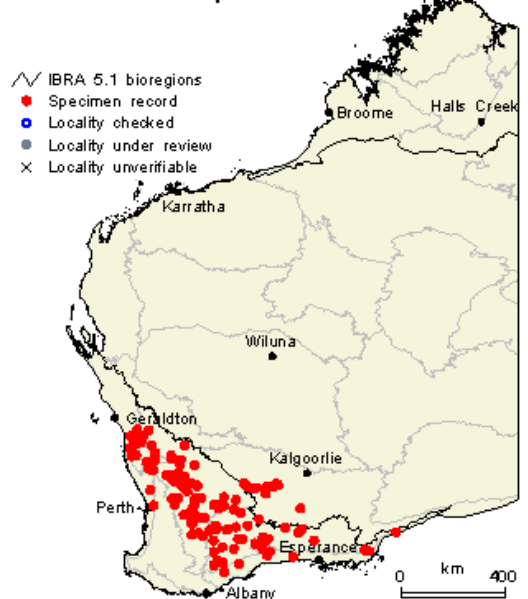 IBRA 5.1 bioregions
Specimen record
Locality checked
Locality under review
Locality unverifiable
Broome
Halls Creek
Karratha
Wiluna
Geraldton
Kalgoorlie
Perth
Esperance
Albany
km
0 400